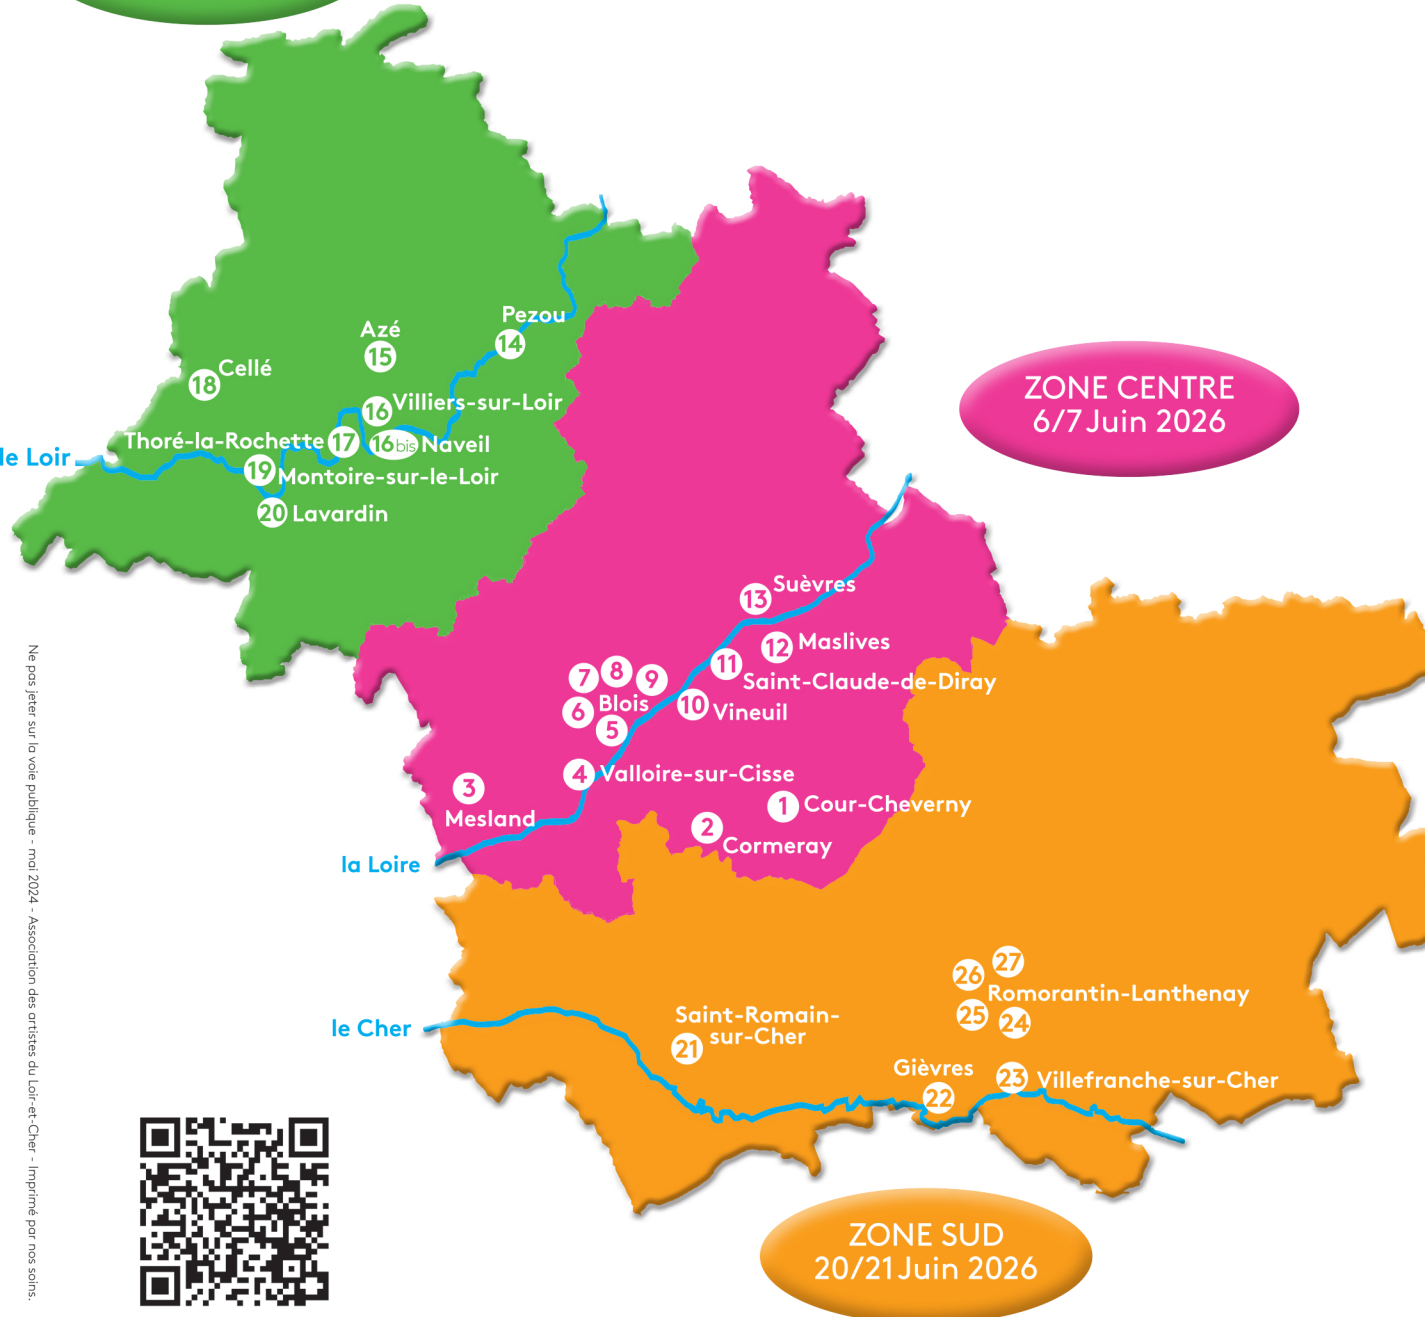 Pezou
14
Azé
15
Cellé
18
Villiers-sur-Loir
16
Thoré-la-Rochette
17
16 bis
Naveil
le Loir
19
Montoire-sur-le-Loir
20
Lavardin
ZONE CENTRE
6/7 Juin 2026
Suèvres
13
12
Maslives
11
Saint-Claude-de-Diray
7
8
9
6
Blois
5
10
Vineuil
4
Valloire-sur-Cisse
3
Mesland
1
Cour-Cheverny
2
Cormeray
la Loire
le Cher
Saint-Romain-
sur-Cher
21
26
27
Romorantin-Lanthenay
25
24
Gièvres
22
23
Villefranche-sur-Cher
ZONE SUD
20/21 Juin 2026
Ne pas jeter sur la voie publique - mai 2024 - Association des artistes du Loir-et-Cher - Imprimé par nos soins.